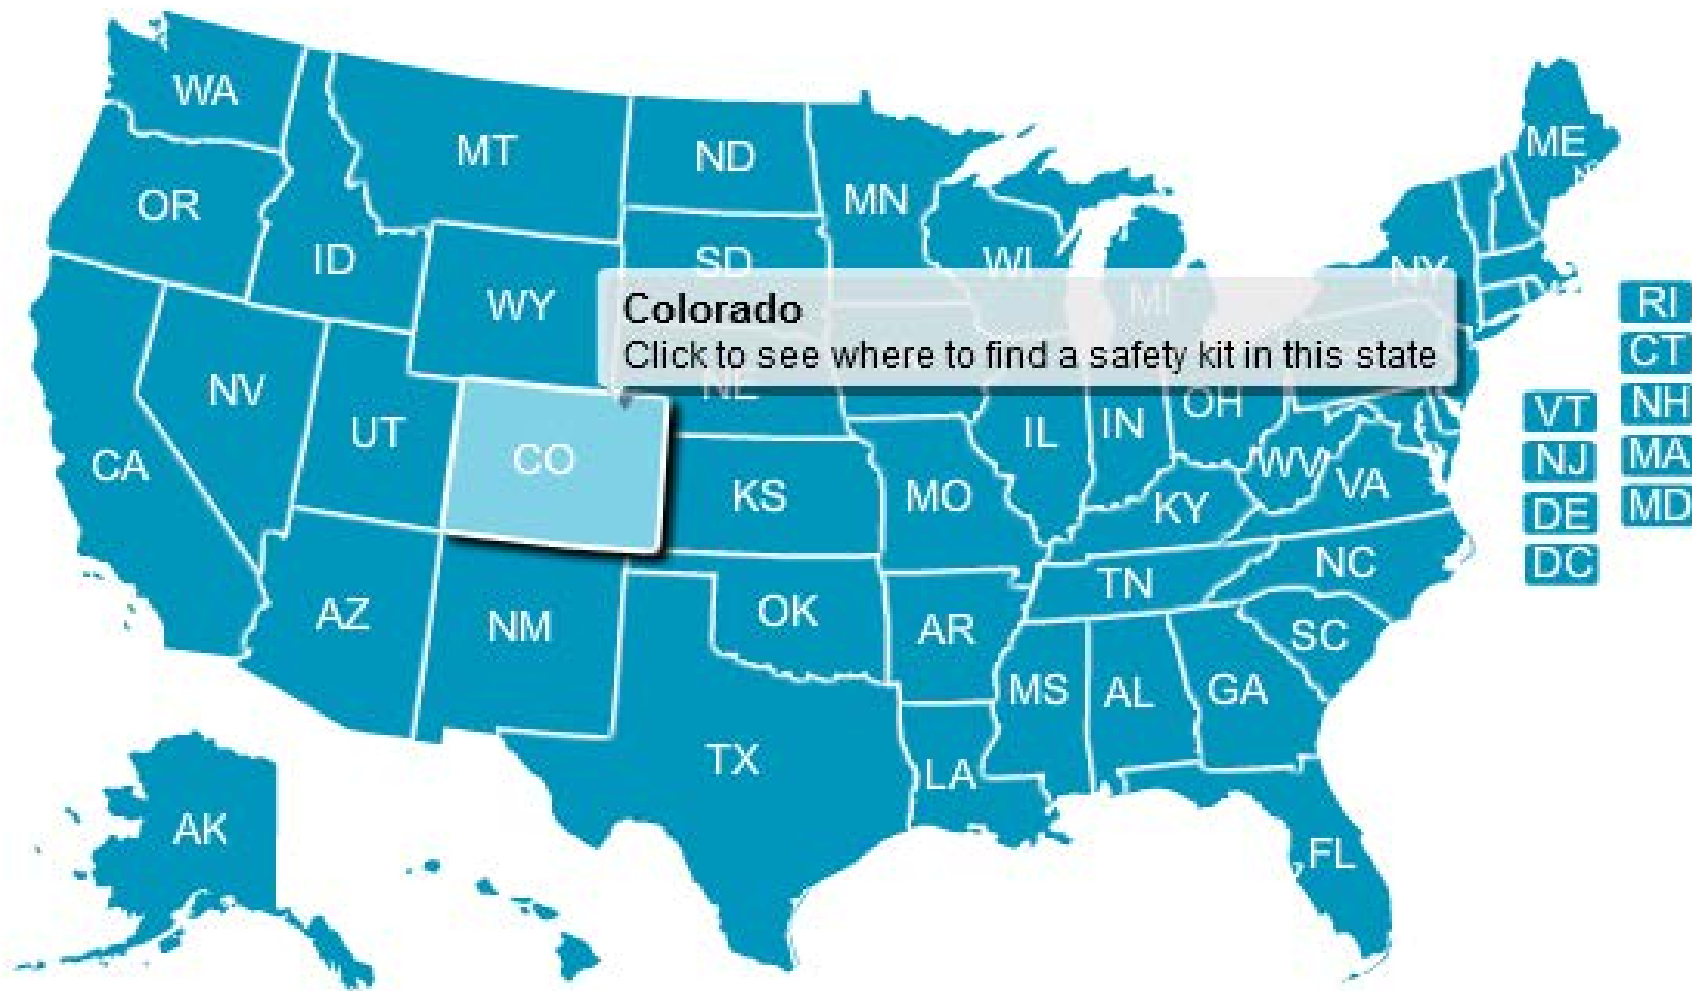 WA
MT
ND
ME
OR
MN
ID
SD
WI
NY
WY
MI
RI
Colorado
Click to see where to find a safety kit in this state
CT
NV
NE
OH
NH
UT
IL
IN
VT
CA
CO
WV
NJ
MA
KS
MO
KY
VA
DE
MD
NC
DC
TN
AZ
NM
OK
AR
SC
MS
AL
GA
TX
LA
AK
FL